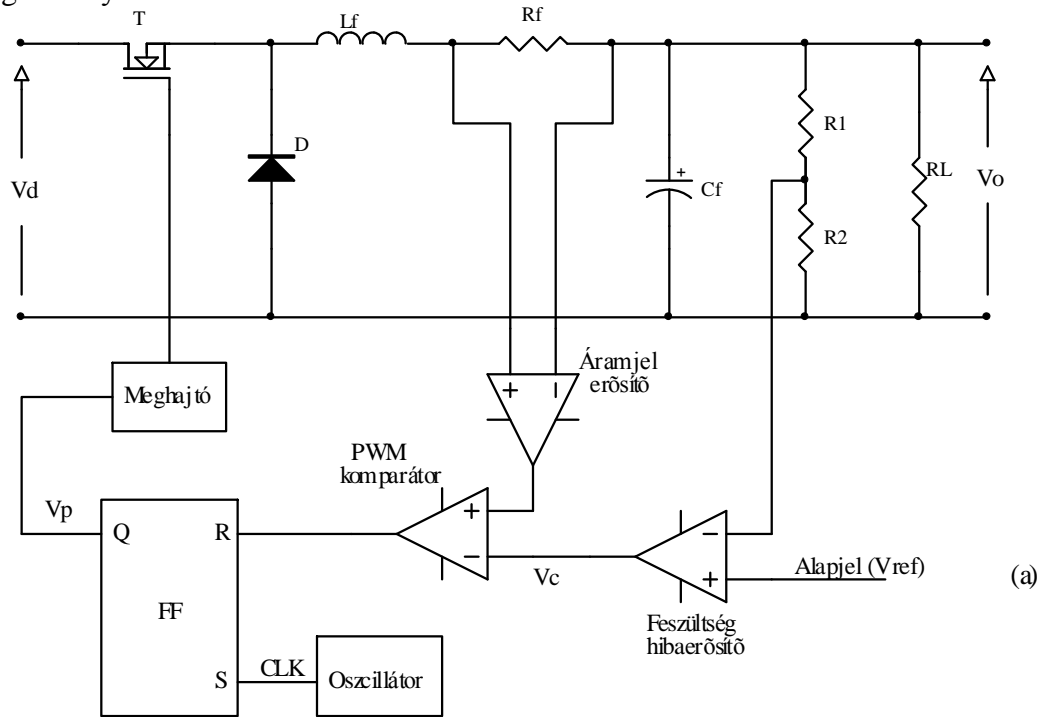 T
Lf
Rf
D
Vd
R1
Cf
+
RL
Vo
R2
Áramjel
erõsítõ
+ −
Meghajtó
PWM
komparátor
Vp
Q
R
+
−
−
Vc
+
Alapjel (Vref)
(a)
FF
Feszültség
hibaerõsítõ
S
CLK
Oszcillátor